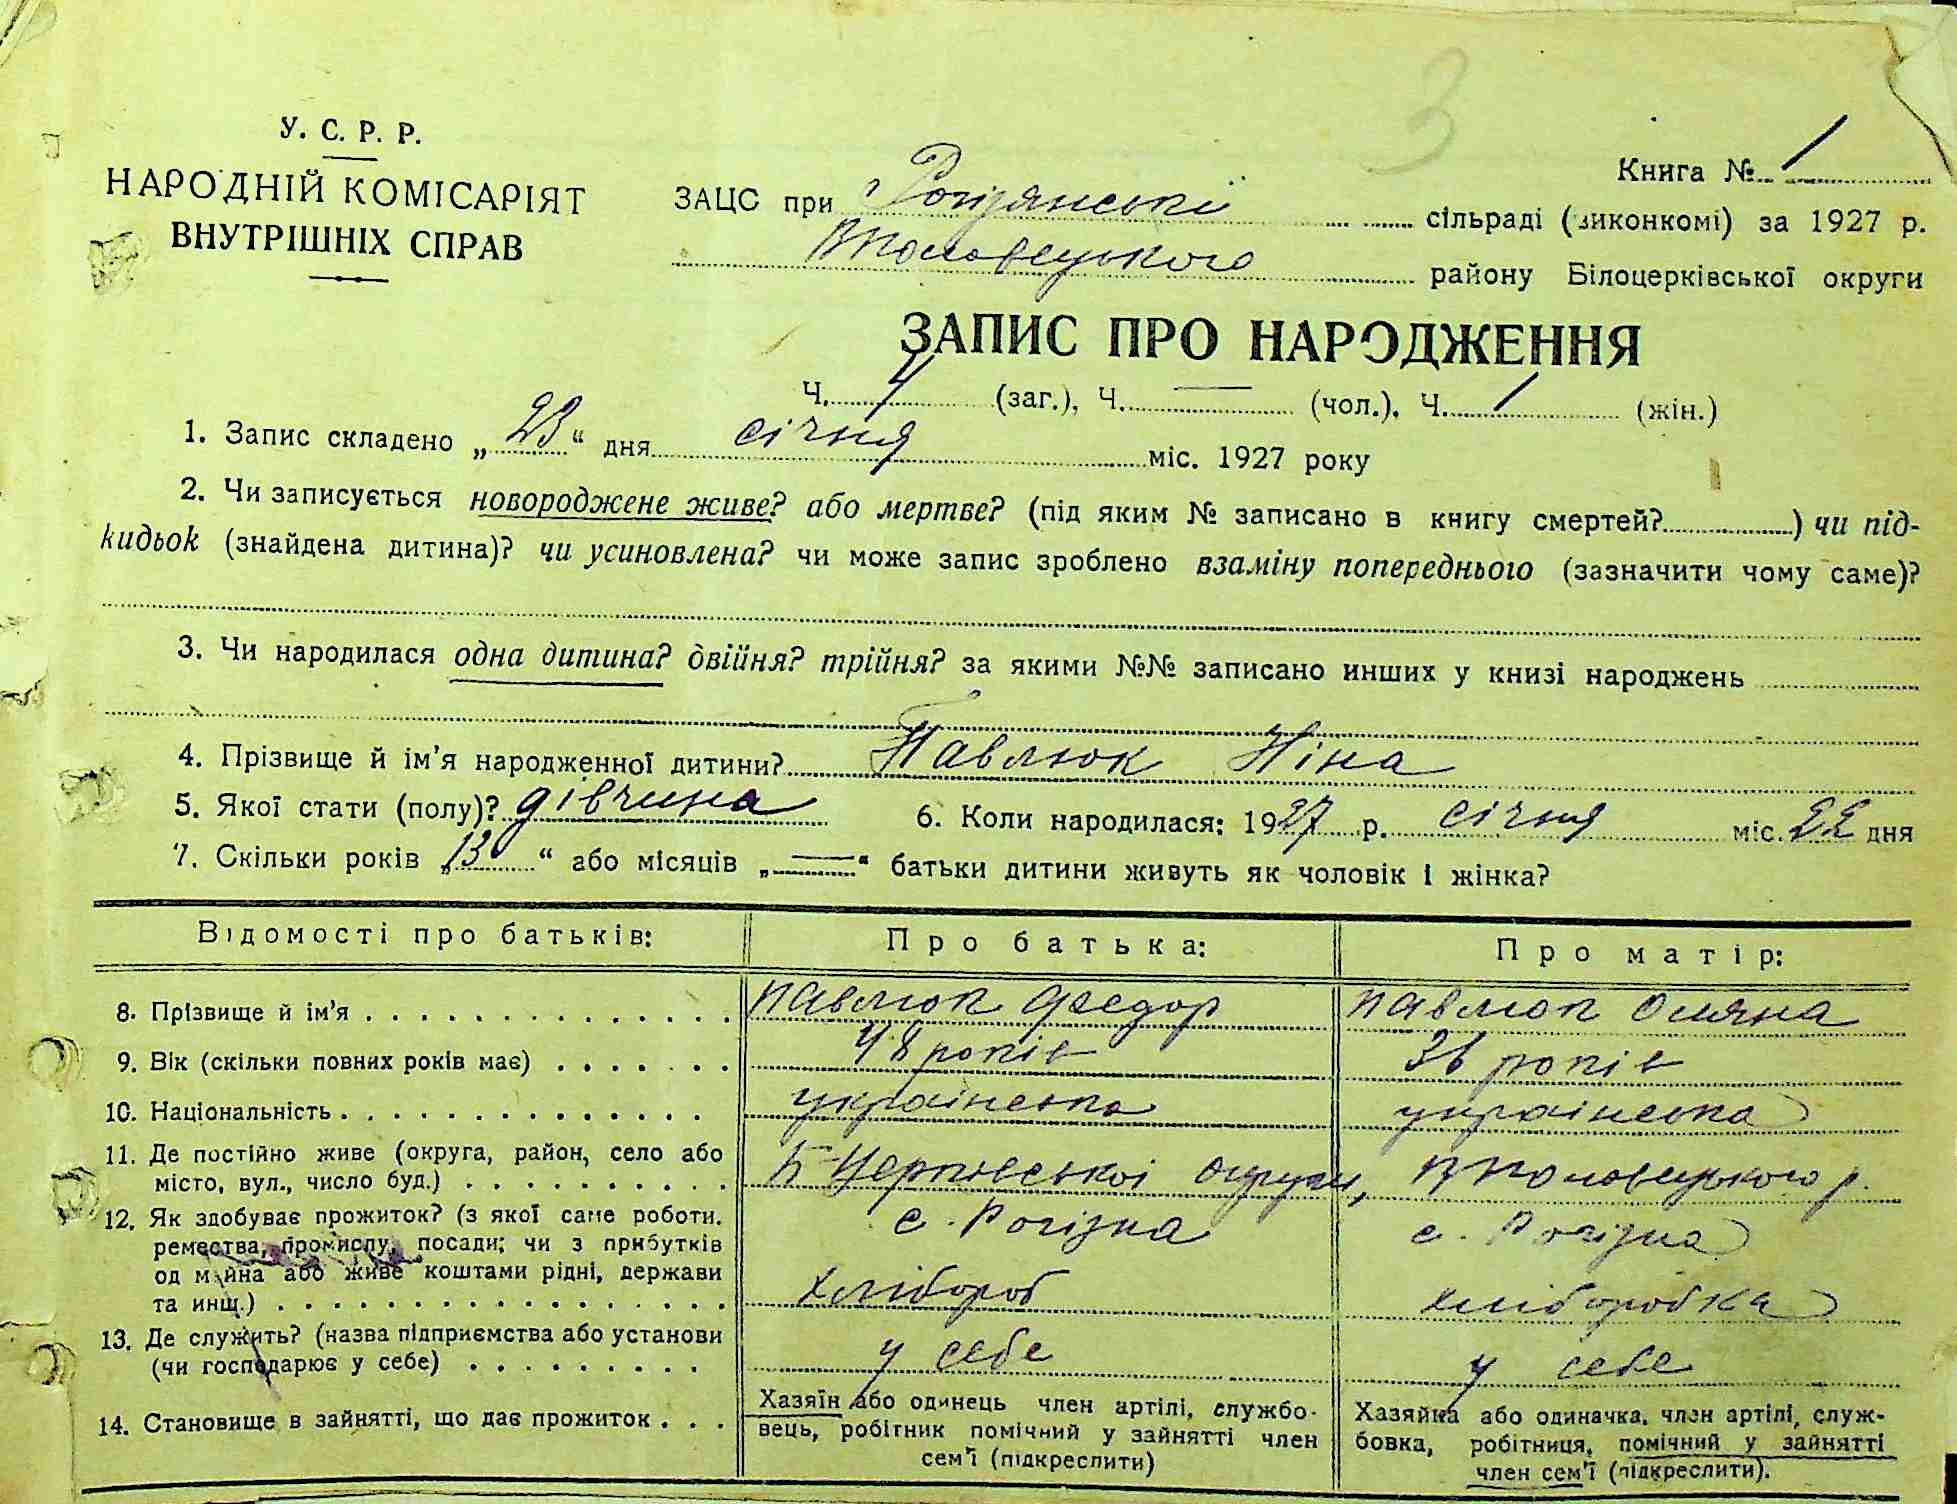 3
У. С. Р. Р.
НАРОДНІЙ КОМІСАРІЯТ
ВНУТРІШНІХ СПРАВ
Книга № 1
ЗАЦС при Рогізянській сільраді (виконкомі) за 1927 р.
В Половецького району Білоцерківської округи
ЗАПИС ПРО НАРОДЖЕННЯ
Ч. 4 (заг.), Ч. — (чол.), Ч. 1 (жін.)
1. Запис складено „ 23 “ дня січня міс. 1927 року
2. Чи записується новороджене живе? або мертве? (під яким № записано в книгу смертей? ) чи під-
кидьок (знайдена дитина)? чи усиновлена? чи може запис зроблено взаміну попереднього (зазначити чому саме)?
3. Чи народилася одна дитина? двійня? трійня? за якими №№ записано инших у книзі народжень
4. Прізвище й ім’я народженної дитини? Павлюк Ніна
5. Якої стати (полу)? дівчина 6. Коли народилася: 1927 р. січня міс. 22 дня
7. Скільки років „ 13 “ або місяців „ — “ батьки дитини живуть як чоловік і жінка?
Відомості про батьків: Про батька: Про матір:
8. Прізвище й ім’я Павлюк Федор Павлюк Оляна
9. Вік (скільки повних років має) 48 років 36 років
10. Національність українська українська
11. Де постійно живе (округа, район, село або
місто, вул., число буд.) Б-Церківської округи, В Половецького р.
с. Рогізна с. Рогізна
12. Як здобуває прожиток? (з якої саме роботи,
ремества, промислу, посади; чи з прибутків
од майна або живе коштами рідні, держави
та инщ.) хлібороб хліборобка
13. Де служить? (назва підприємства або установи
(чи господарює у себе) у себе у себе
14. Становище в зайнятті, що дає прожиток
Хазяїн або одинець член артілі, службо-
вець, робітник помічний у зайнятті член
сем’ї (підкреслити)
Хазяйка або одиначка, член артілі, служ-
бовка, робітниця, помічний у зайнятті
член сем’ї (підкреслити).